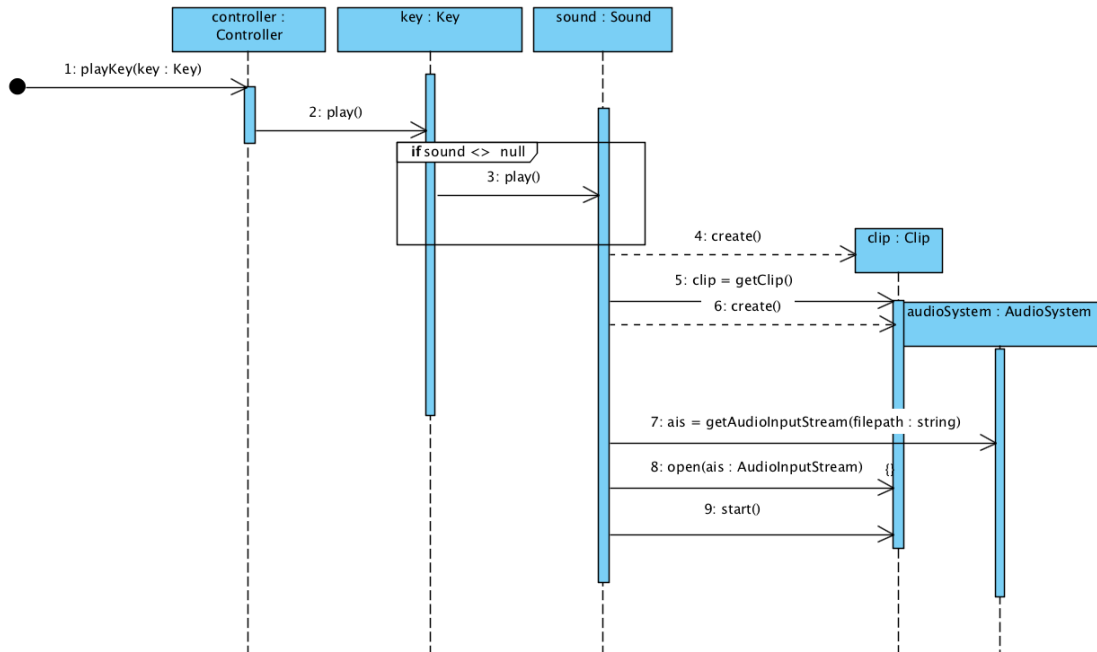 controller :
Controller
key : Key
sound : Sound
1: playKey(key : Key)
2: play()
if sound <> null
3: play()
4: create()
clip : Clip
5: clip = getClip()
6: create()
audioSystem : AudioSystem
7: ais = getAudioInputStream(filepath : string)
8: open(ais : AudioInputStream)
{}
9: start()